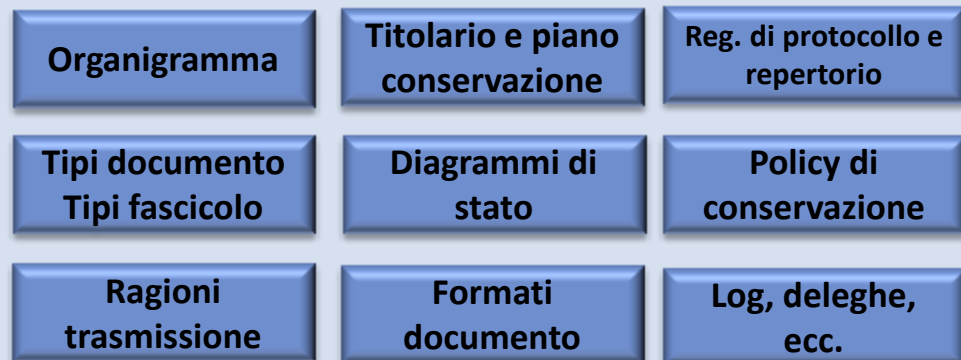 Organigramma
Titolario e piano
conservazione
Reg. di protocollo e
repertorio
Tipi documento
Tipi fascicolo
Diagrammi di
stato
Policy di
conservazione
Ragioni
trasmissione
Formati
documento
Log, deleghe,
ecc.